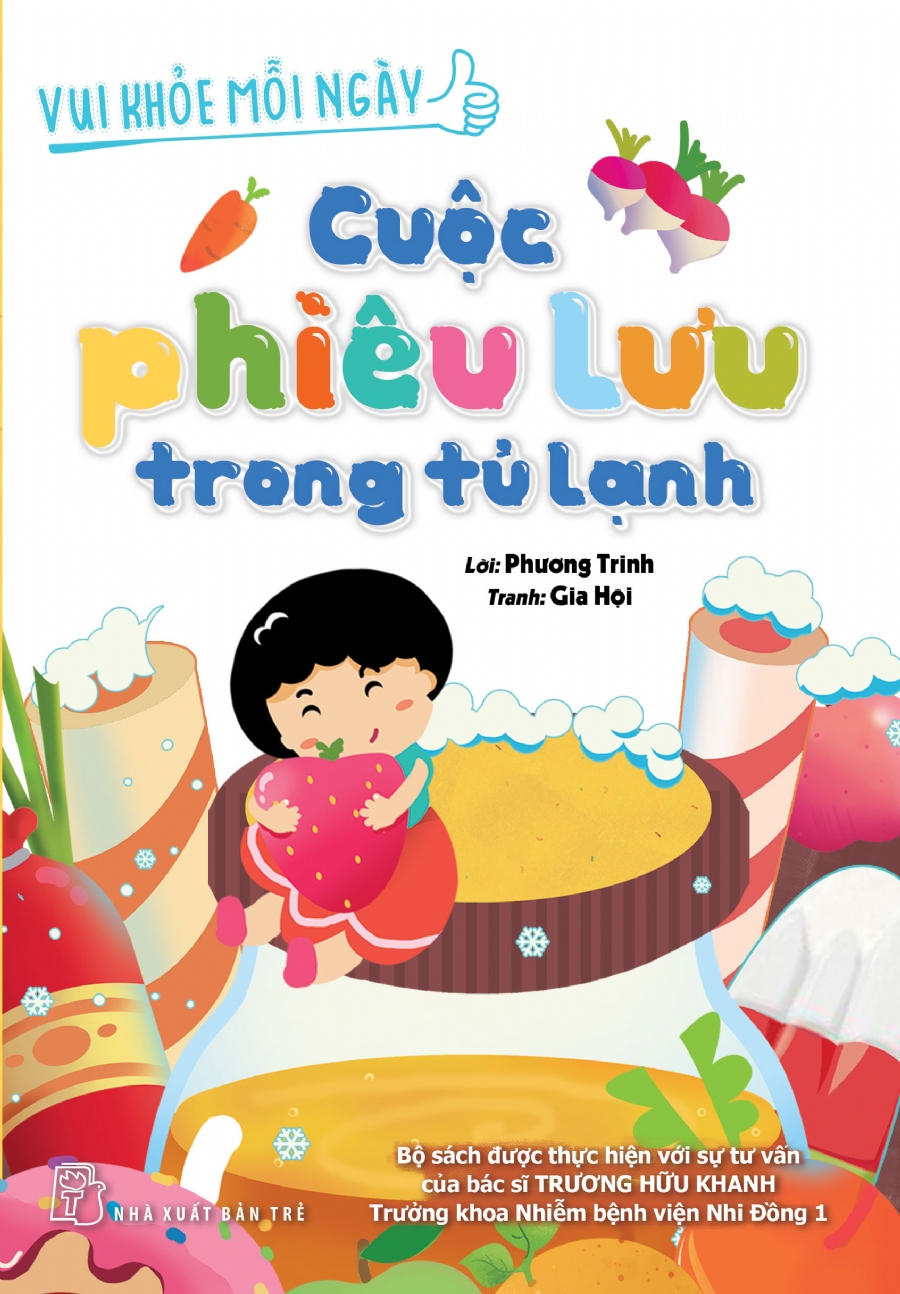 VUI KHỎE MỖI NGÀY
Cuộc
phiêu lưu
trong tủ lạnh
Lời: Phương Trinh
Tranh: Gia Hội
Bộ sách được thực hiện với sự tư vấn
của bác sĩ TRƯƠNG HỮU KHANH
Trưởng khoa Nhiễm bệnh viện Nhi Đồng 1
NHÀ XUẤT BẢN TRẺ